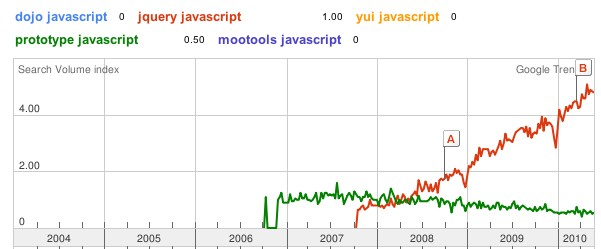 dojo javascript 0 jquery javascript 1.00 yui javascript 0
prototype javascript 0.50 mootools javascript 0
Search Volume index Google Tren
B
4.00
A
2.00
0
2004 2005 2006 2007 2008 2009 2010